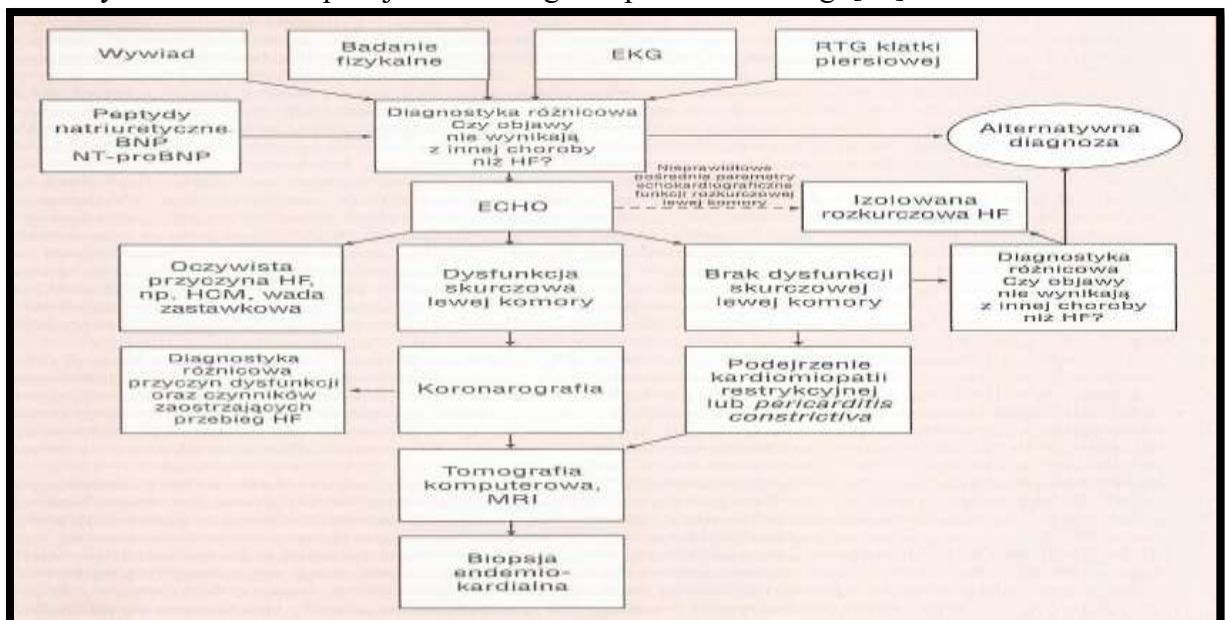 Wywiad
Badanie
fizykalne
EKG
RTG klatki
piersiowej
Peptydy
natriuretyczne
BNP
NT-proBNP
Diagnostyka różnicowa
Czy objawy
nie wynikają
z innej choroby
niż HF?
Alternatywna
diagnoza
Nieprawidłowe
pośrednie parametry
echokardiograficzne
funkcji rozkurczowej
lewej komory
ECHO
Izolowana
rozkurczowa HF
Oczywista
przyczyna HF,
np. HCM, wada
zastawkowa
Dysfunkcja
skurczowa
lewej komory
Brak dysfunkcji
skurczowej
lewej komory
Diagnostyka
różnicowa
Czy objawy
nie wynikają
z innej choroby
niż HF?
Diagnostyka
różnicowa
przyczyn dysfunkcji
oraz czynników
zaostrzających
przebieg HF
Koronarografia
Podejrzenie
kardiomiopatii
restrykcyjnej
lub pericarditis
constrictiva
Tomografia
komputerowa,
MRI
Biopsja
endemio-
kardialna